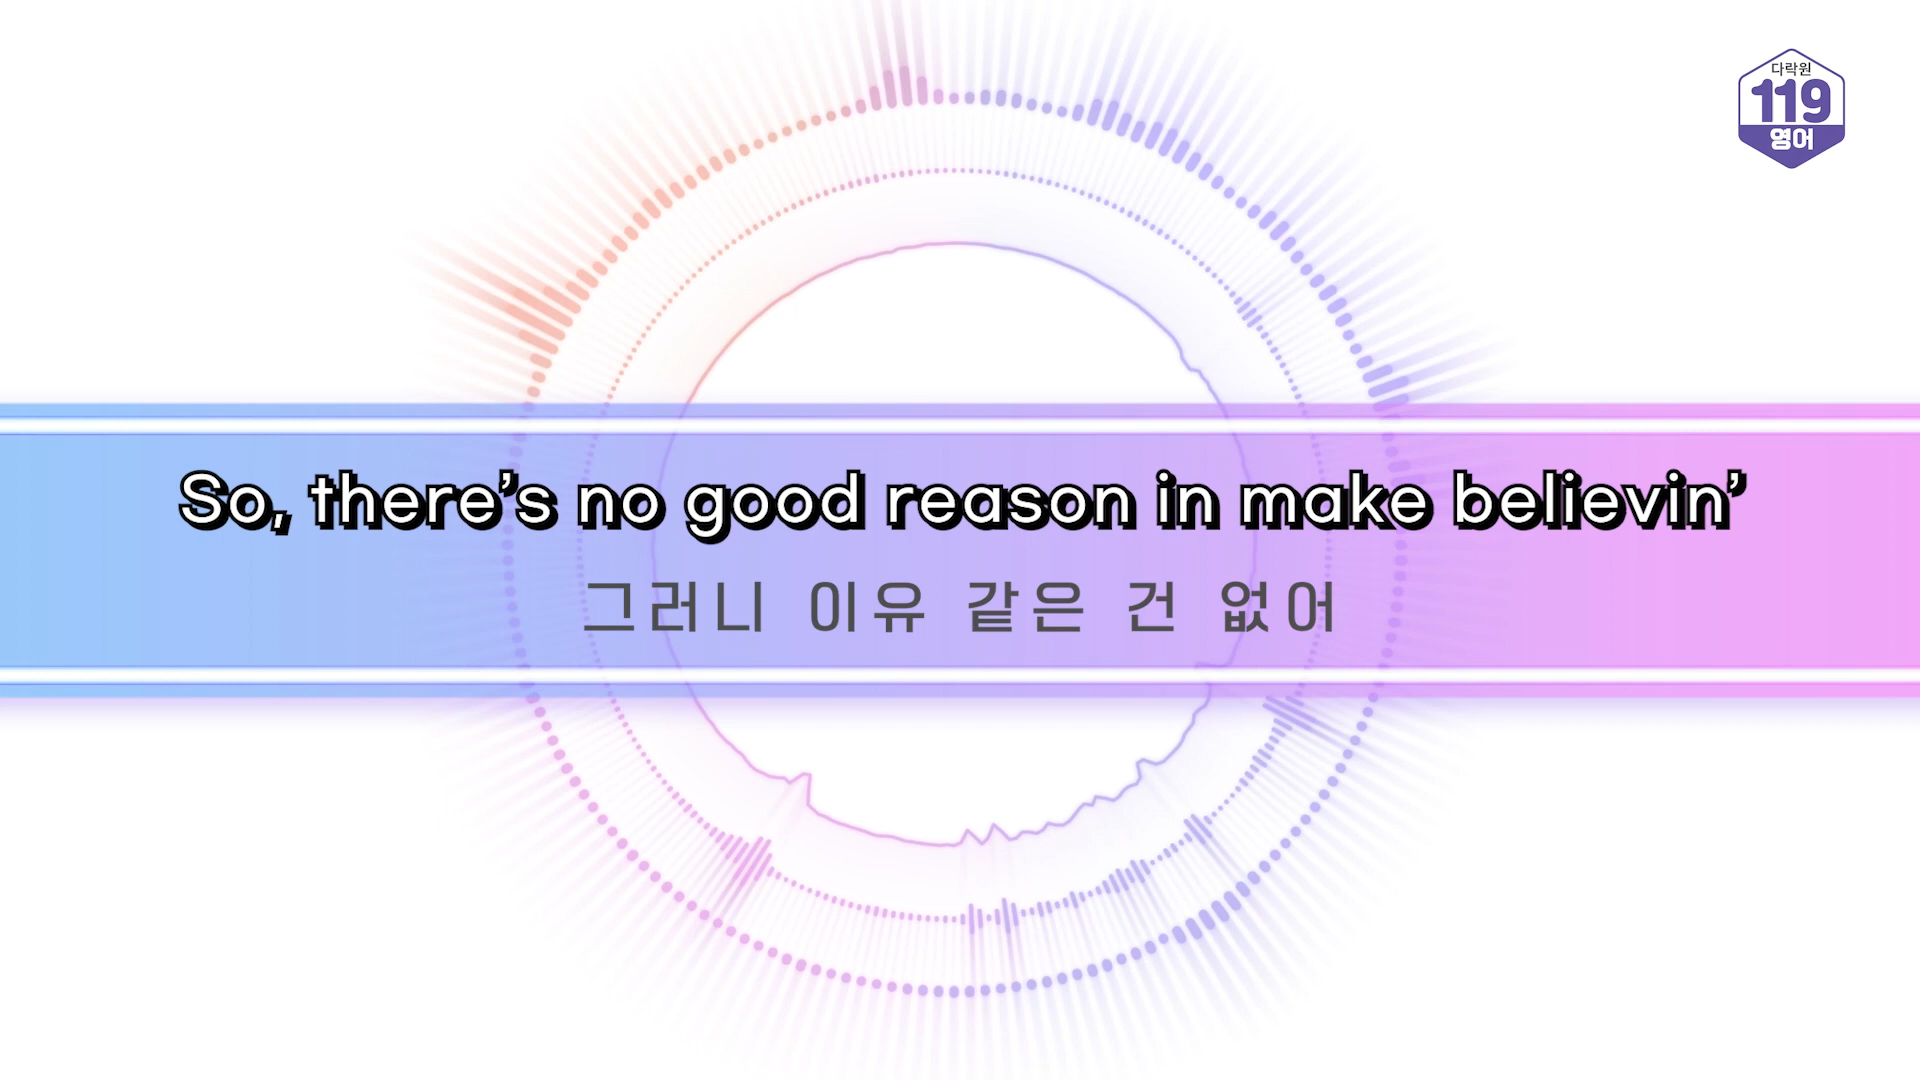 다락원
119
영어
So, there’s no good reason in make believin’
그러니 이유 같은 건 없어